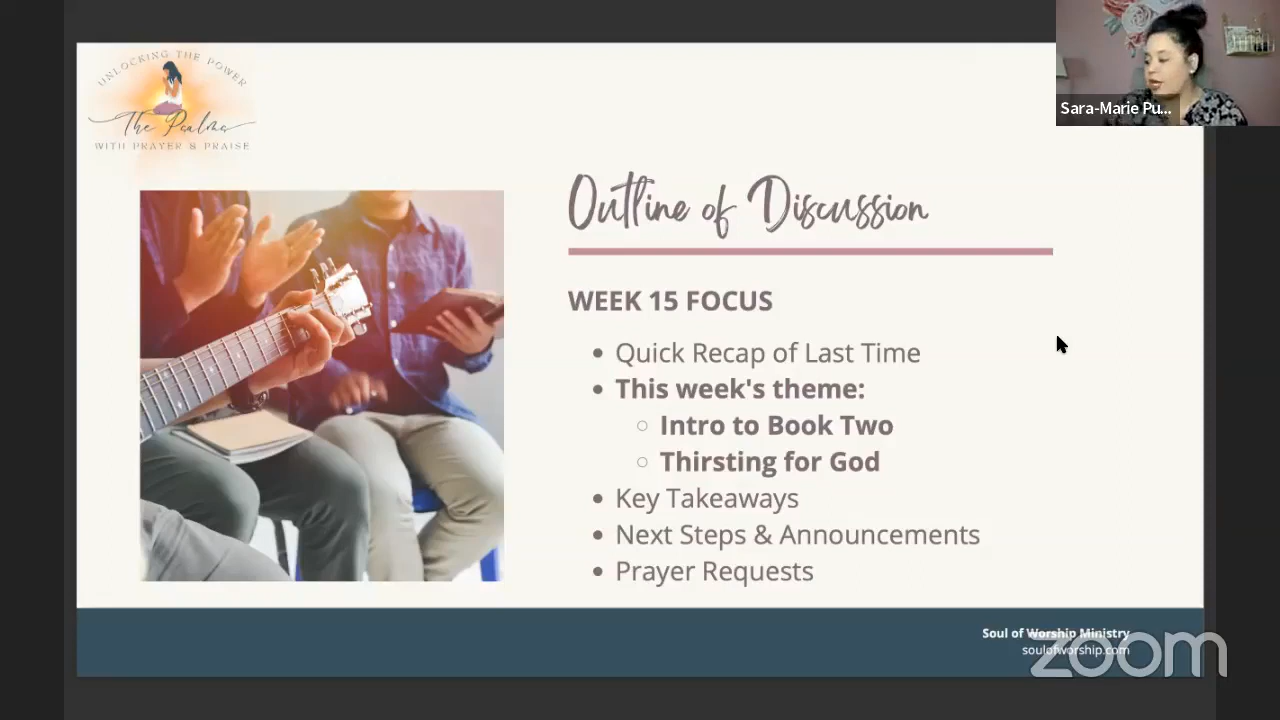 UNLOCKING THE POWER
The Psalms
WITH PRAYER & PRAISE
Sara-Marie Pu...
Outline of Discussion
WEEK 15 FOCUS
• Quick Recap of Last Time
• This week's theme:
○ Intro to Book Two
○ Thirsting for God
• Key Takeaways
• Next Steps & Announcements
• Prayer Requests
Soul of Worship Ministry
soulofworship.com
zoom